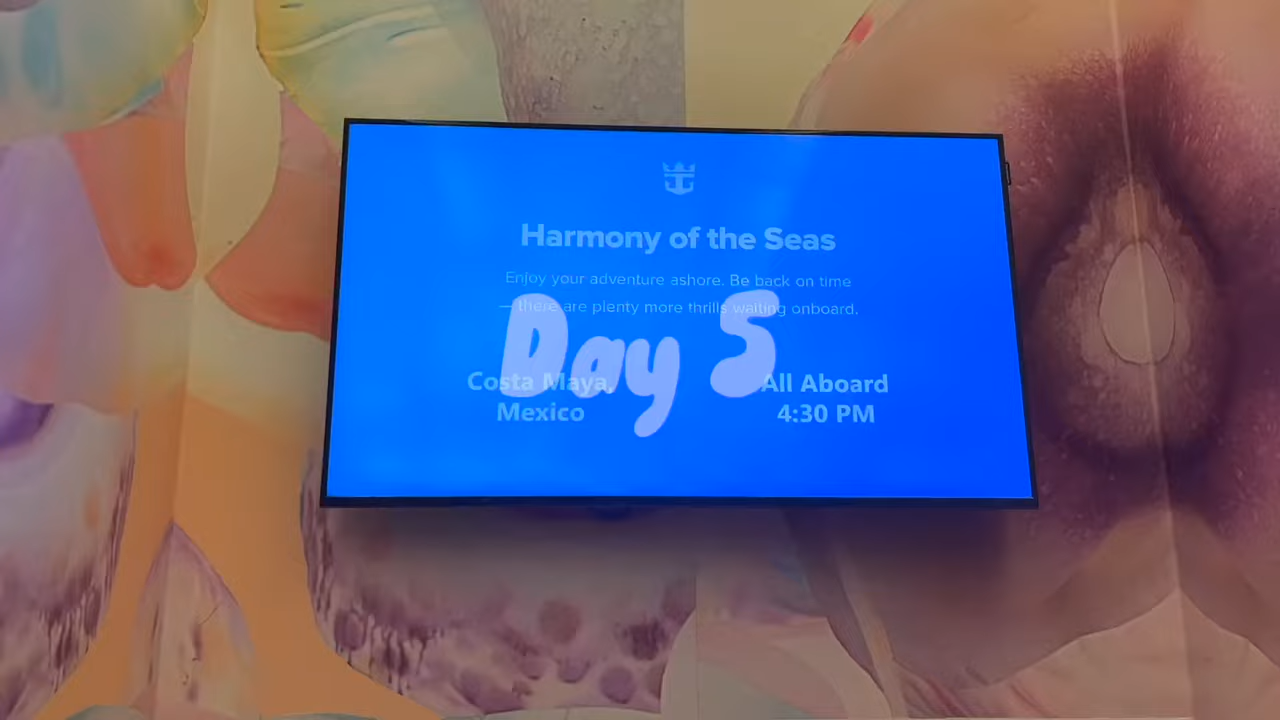 Harmony of the Seas
Enjoy your adventure ashore. Be back on time
— there are plenty more thrills waiting onboard.
Day 5
Costa Maya,
Mexico
All Aboard
4:30 PM